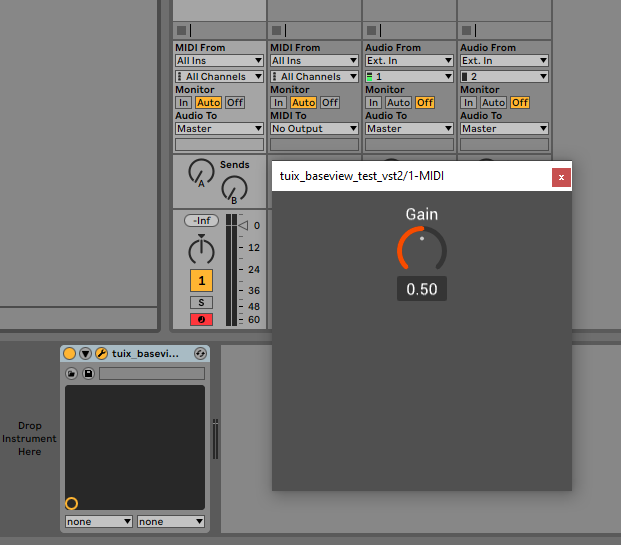 MIDI From MIDI From Audio From Audio From
All Ins All Ins Ext. In Ext. In
All Channels All Channels 1 2
Monitor Monitor Monitor Monitor
In Auto Off In Auto Off In Auto Off In Auto Off
Audio To MIDI To Audio To Audio To
Master No Output Master Master
Sends
A
B
tuix_baseview_test_vst2/1-MIDI x
Gain
0.50
-Inf
0
12
24
36
48
60
1
S
tuix_basevi...
Drop
Instrument
Here
none none